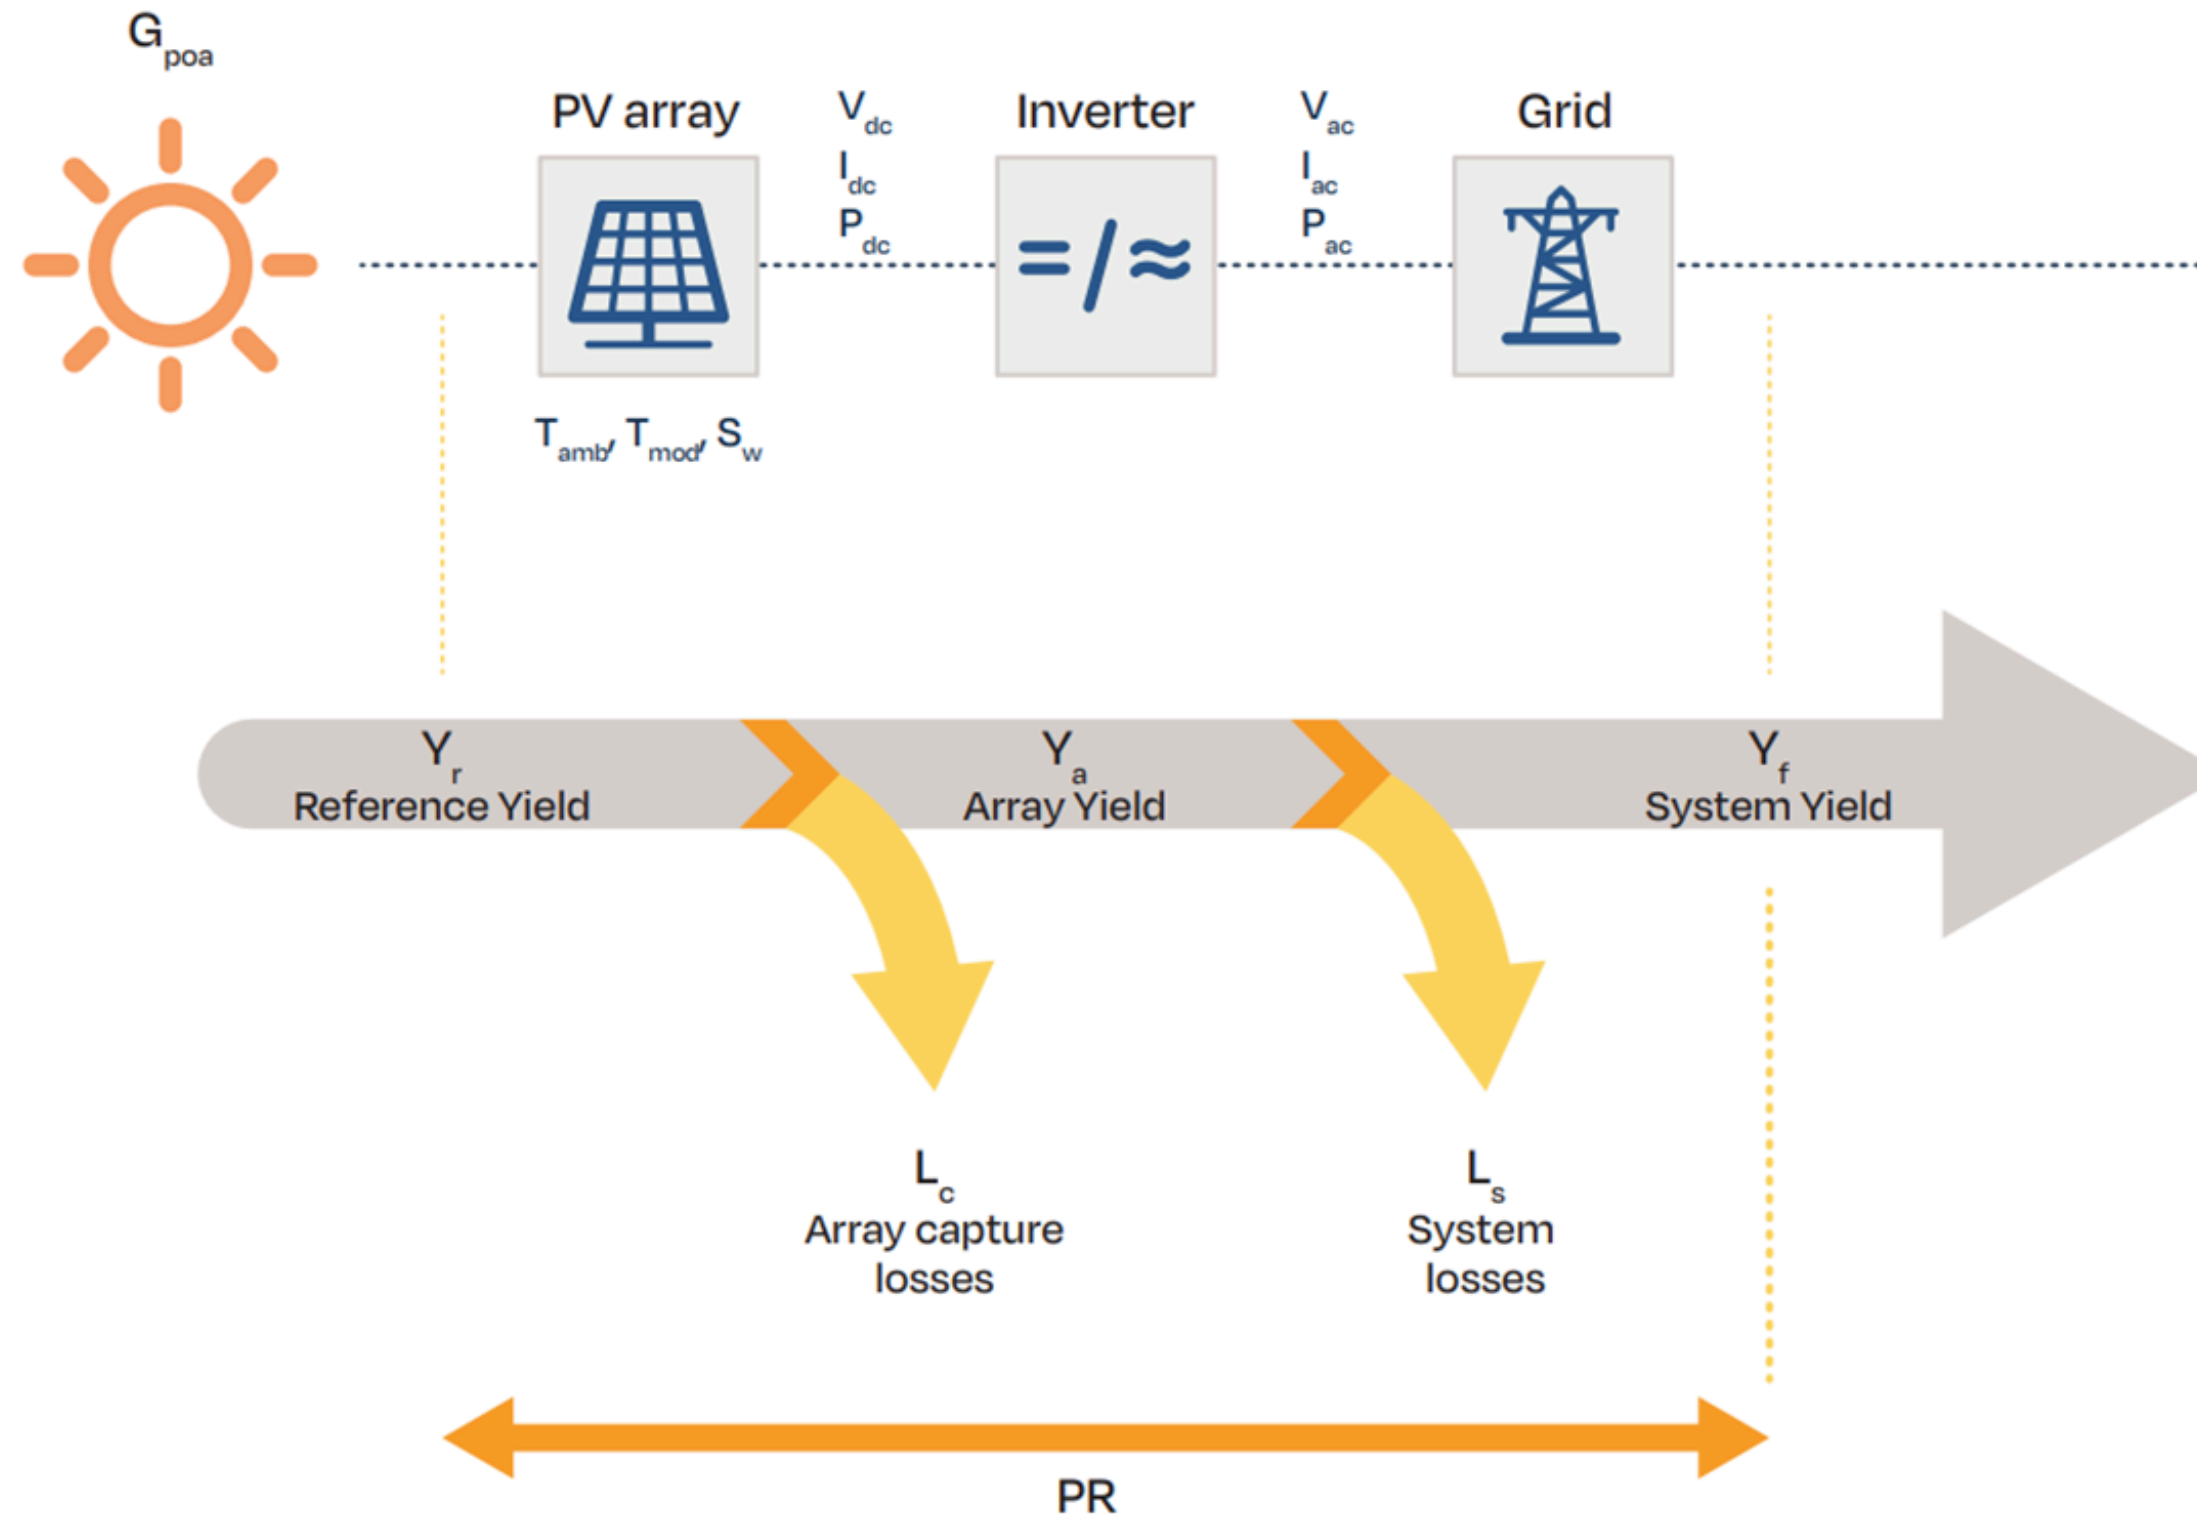 G_poa
PV array
V_dc
I_dc
P_dc
Inverter
V_ac
I_ac
P_ac
Grid
T_amb, T_mod, S_w
Y_r
Reference Yield
Y_a
Array Yield
Y_f
System Yield
L_c
Array capture
losses
L_s
System
losses
PR